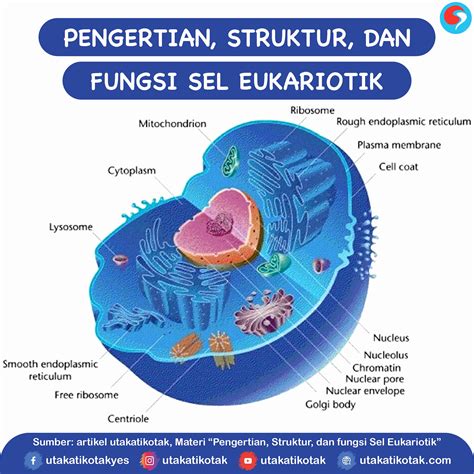 PENGERTIAN, STRUKTUR, DAN
FUNGSI SEL EUKARIOTIK
Ribosome
Mitochondrion
Rough endoplasmic reticulum
Plasma membrane
Cell coat
Cytoplasm
Lysosome
Nucleus
Nucleolus
Chromatin
Nuclear pore
Nuclear envelope
Golgi body
Smooth endoplasmic
reticulum
Free ribosome
Centriole
Sumber: artikel utakatikotak, Materi "Pengertian, Struktur, dan fungsi Sel Eukariotik"
utakatikotakyes
utakatikotak
utakatikotak
utakatikotak.com